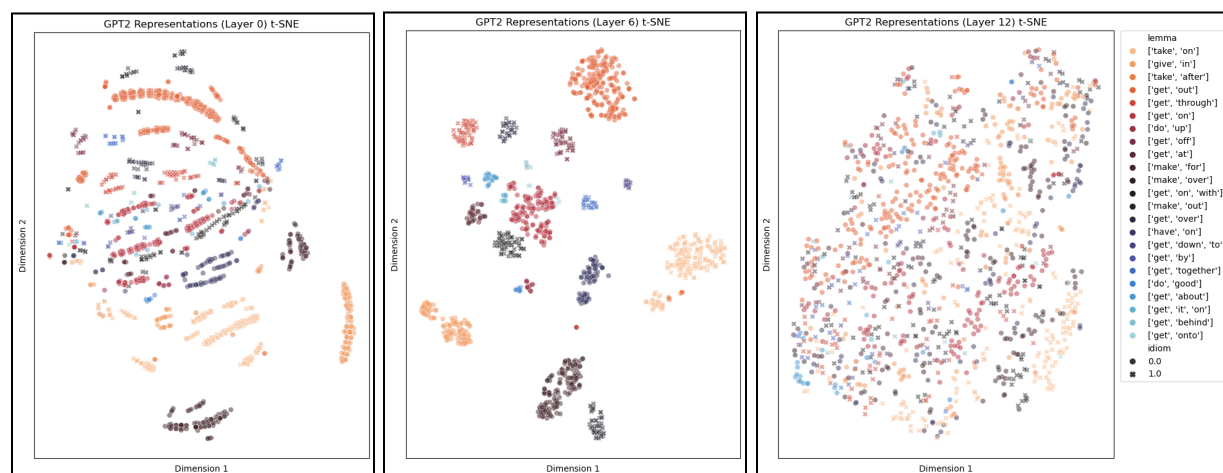 GPT2 Representations (Layer 0) t-SNE
Dimension 2
Dimension 1
GPT2 Representations (Layer 6) t-SNE
Dimension 2
Dimension 1
GPT2 Representations (Layer 12) t-SNE
Dimension 2
Dimension 1
lemma
['take', 'on']
['give', 'in']
['take', 'after']
['get', 'out']
['get', 'through']
['get', 'on']
['do', 'up']
['get', 'off']
['get', 'at']
['make', 'for']
['make', 'over']
['get', 'on', 'with']
['make', 'out']
['get', 'over']
['have', 'on']
['get', 'down', 'to']
['get', 'by']
['get', 'together']
['do', 'good']
['get', 'about']
['get', 'it', 'on']
['get', 'behind']
['get', 'onto']
idiom
0.0
1.0